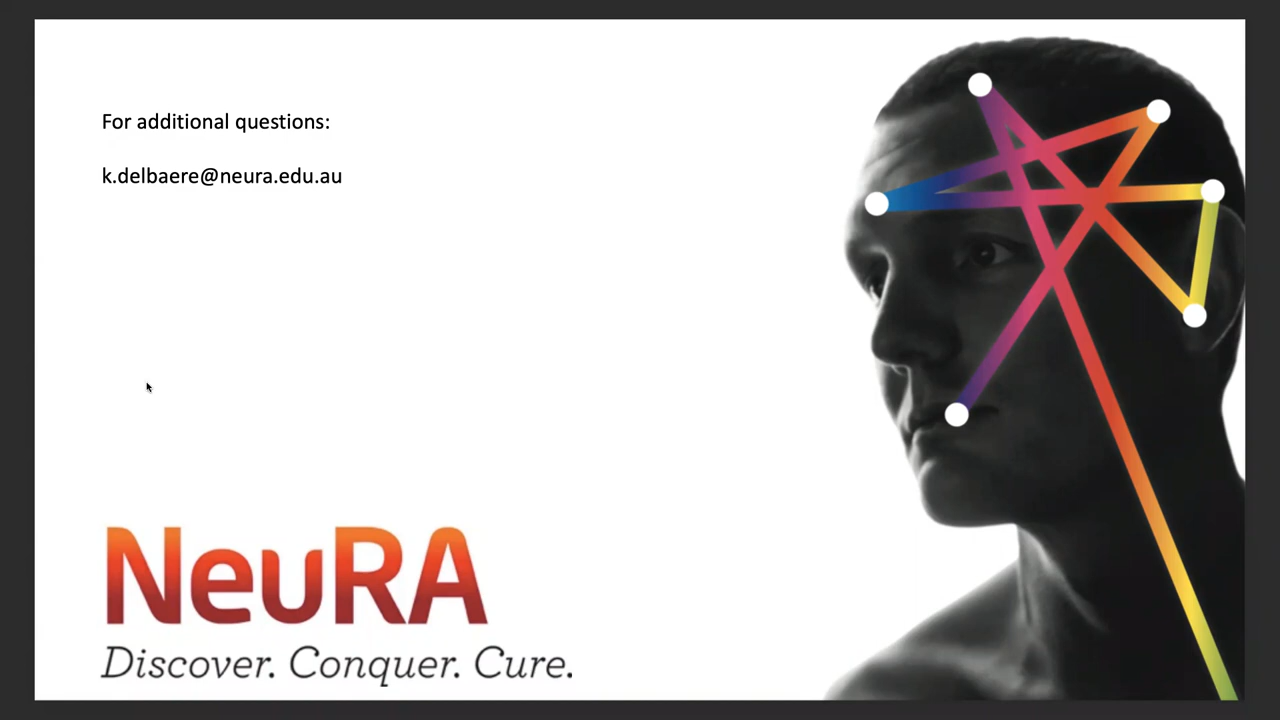 For additional questions:
k.delbaere@neura.edu.au
NeuRA
Discover. Conquer. Cure.